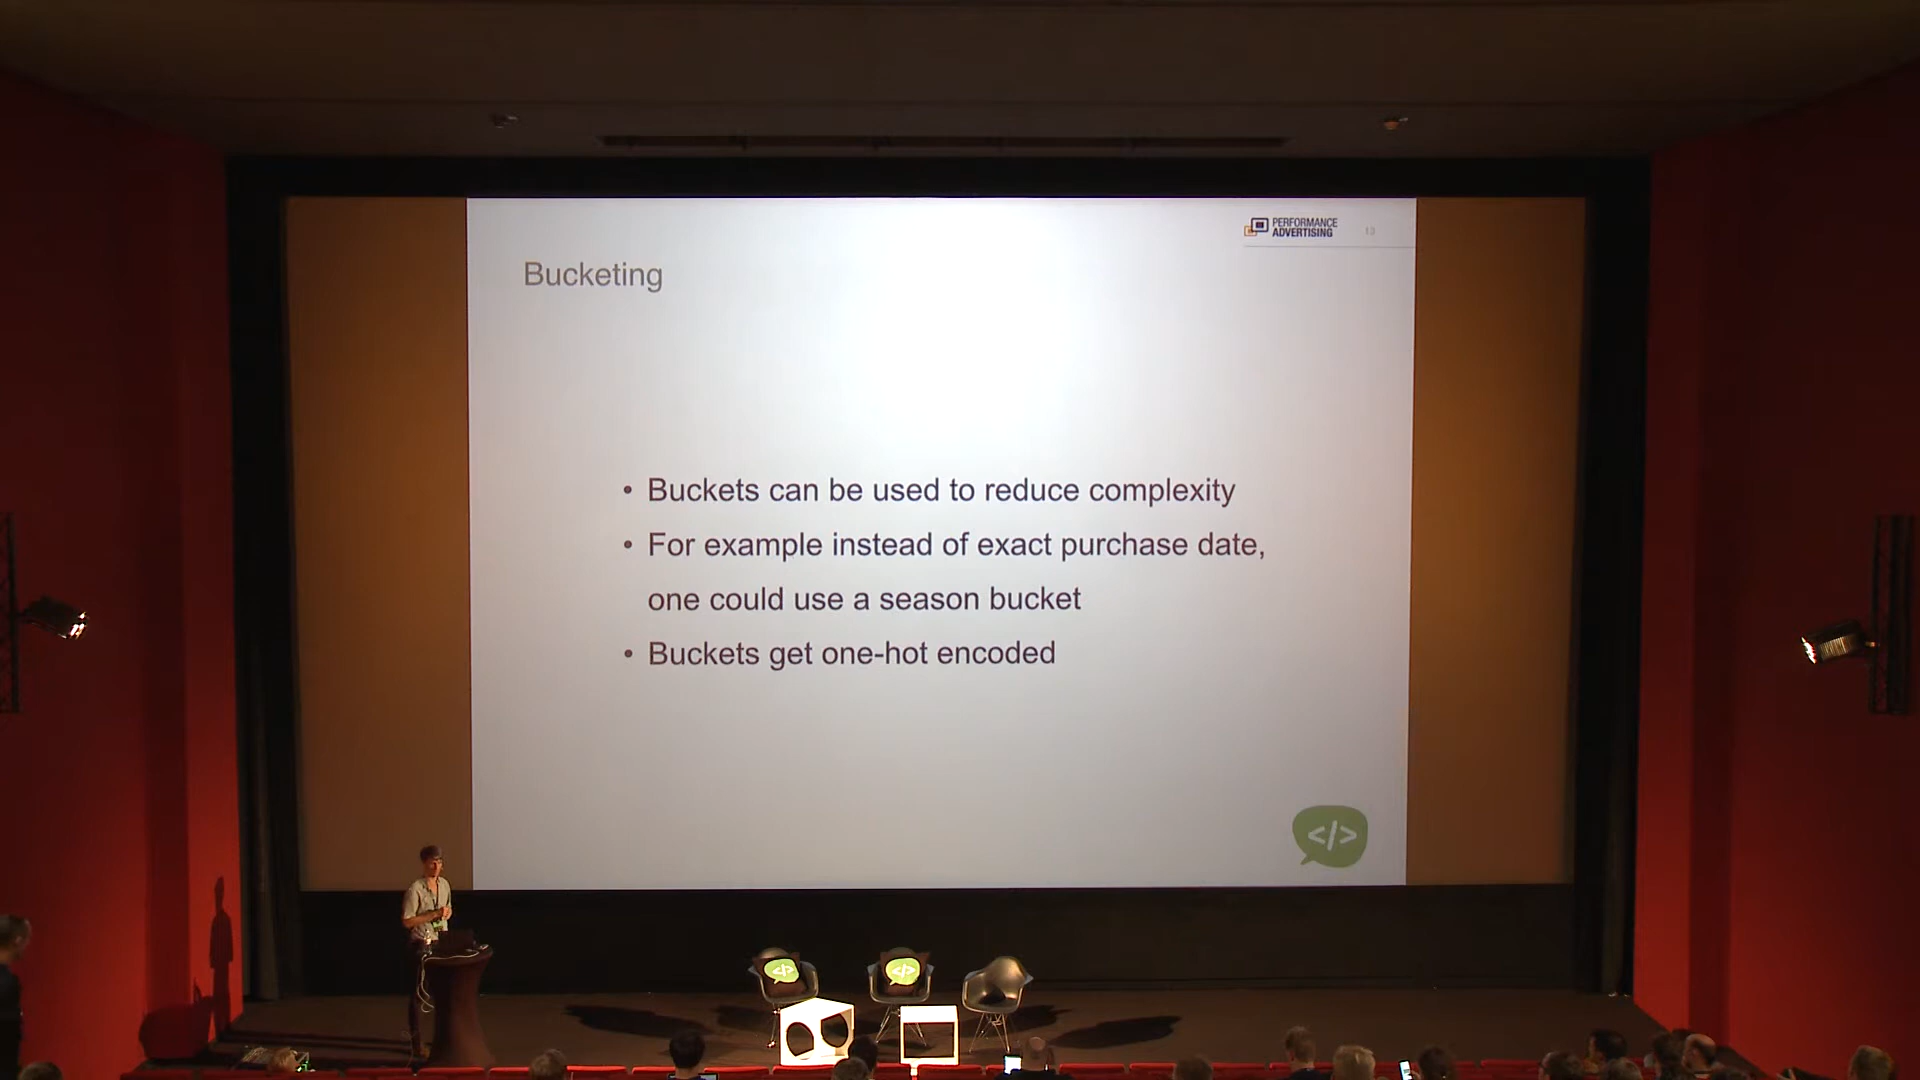 PERFORMANCE
ADVERTISING
13
Bucketing
• Buckets can be used to reduce complexity
• For example instead of exact purchase date,
one could use a season bucket
• Buckets get one-hot encoded
</>
</>
</>